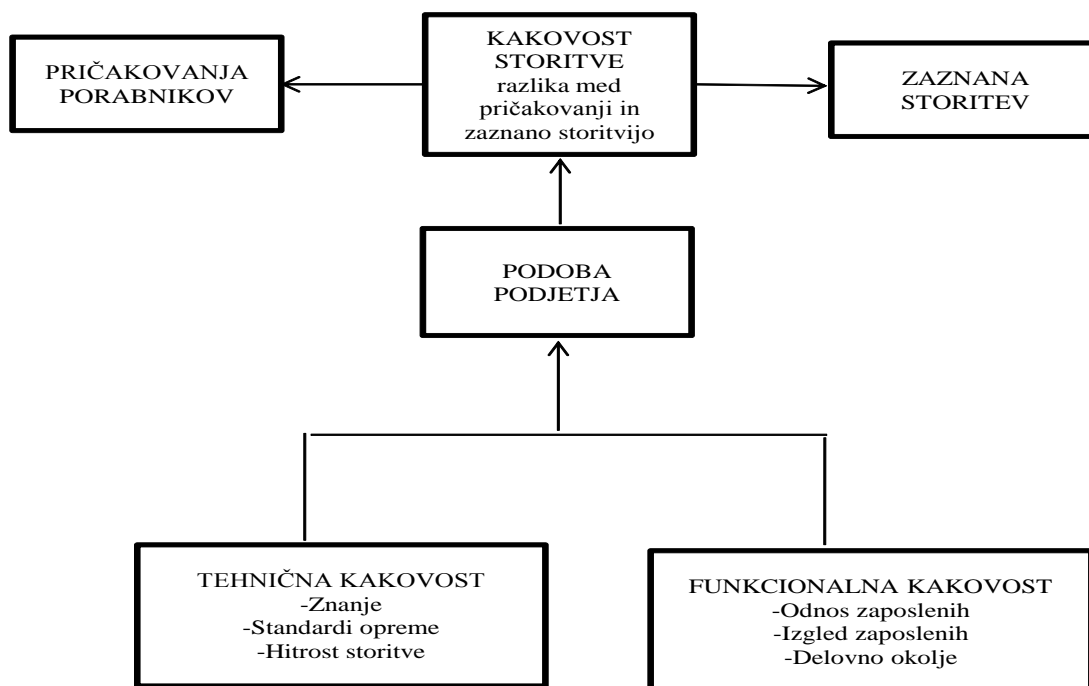 PRIČAKOVANJA
PORABNIKOV
KAKOVOST
STORITVE
razlika med
pričakovanji in
zaznano storitvijo
ZAZNANA
STORITEV
PODOBA
PODJETJA
TEHNIČNA KAKOVOST
-Znanje
-Standardi opreme
-Hitrost storitve
FUNKCIONALNA KAKOVOST
-Odnos zaposlenih
-Izgled zaposlenih
-Delovno okolje